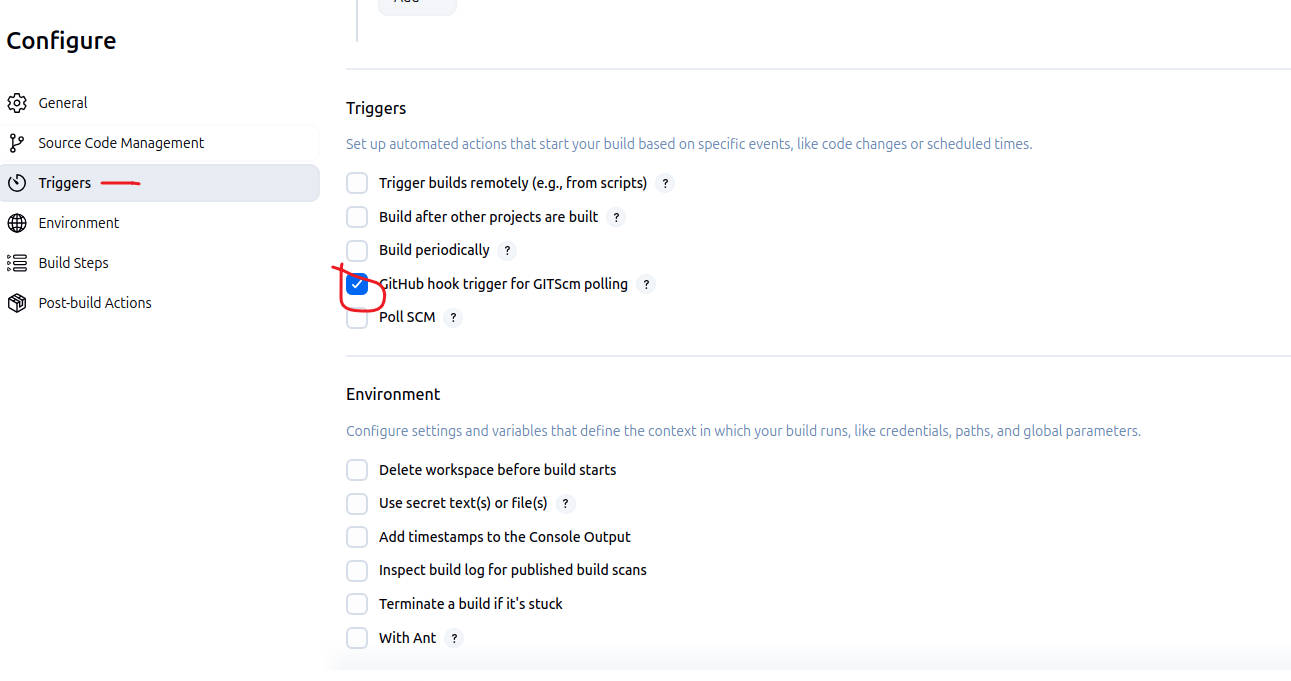 Add
Configure
General
Source Code Management
Triggers
Environment
Build Steps
Post-build Actions
Triggers
Set up automated actions that start your build based on specific events, like code changes or scheduled times.
Trigger builds remotely (e.g., from scripts) ?
Build after other projects are built ?
Build periodically ?
GitHub hook trigger for GITScm polling ?
Poll SCM ?
Environment
Configure settings and variables that define the context in which your build runs, like credentials, paths, and global parameters.
Delete workspace before build starts
Use secret text(s) or file(s) ?
Add timestamps to the Console Output
Inspect build log for published build scans
Terminate a build if it's stuck
With Ant ?